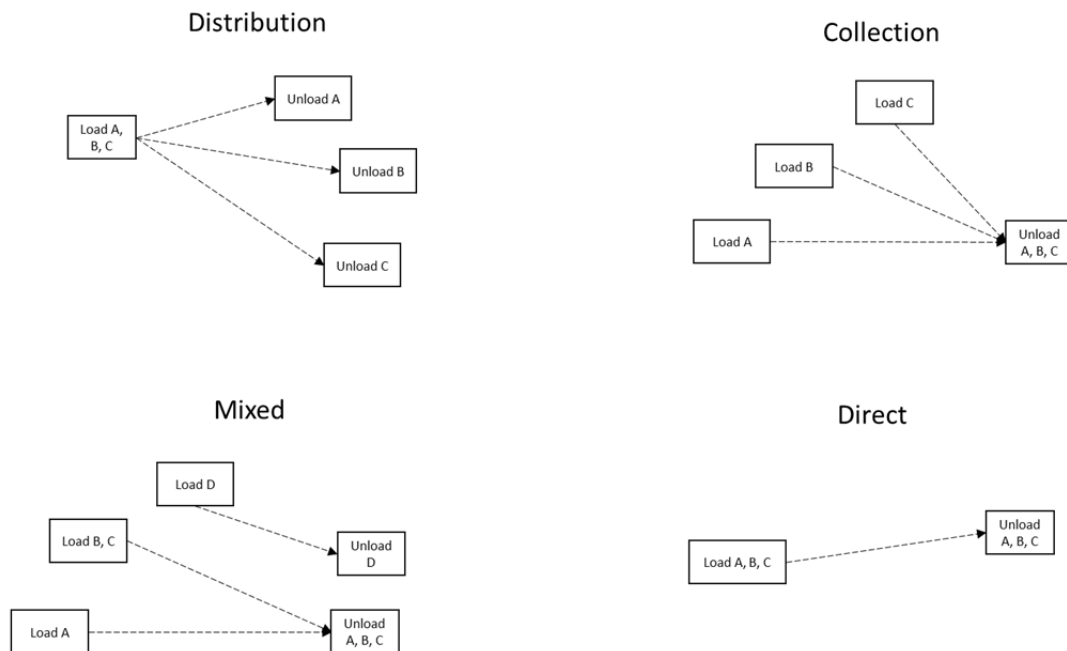 Distribution
Unload A
Load A,
B, C
Unload B
Unload C
Collection
Load C
Load B
Load A
Unload
A, B, C
Mixed
Load D
Load B, C
Unload
D
Load A
Unload
A, B, C
Direct
Unload
A, B, C
Load A, B, C